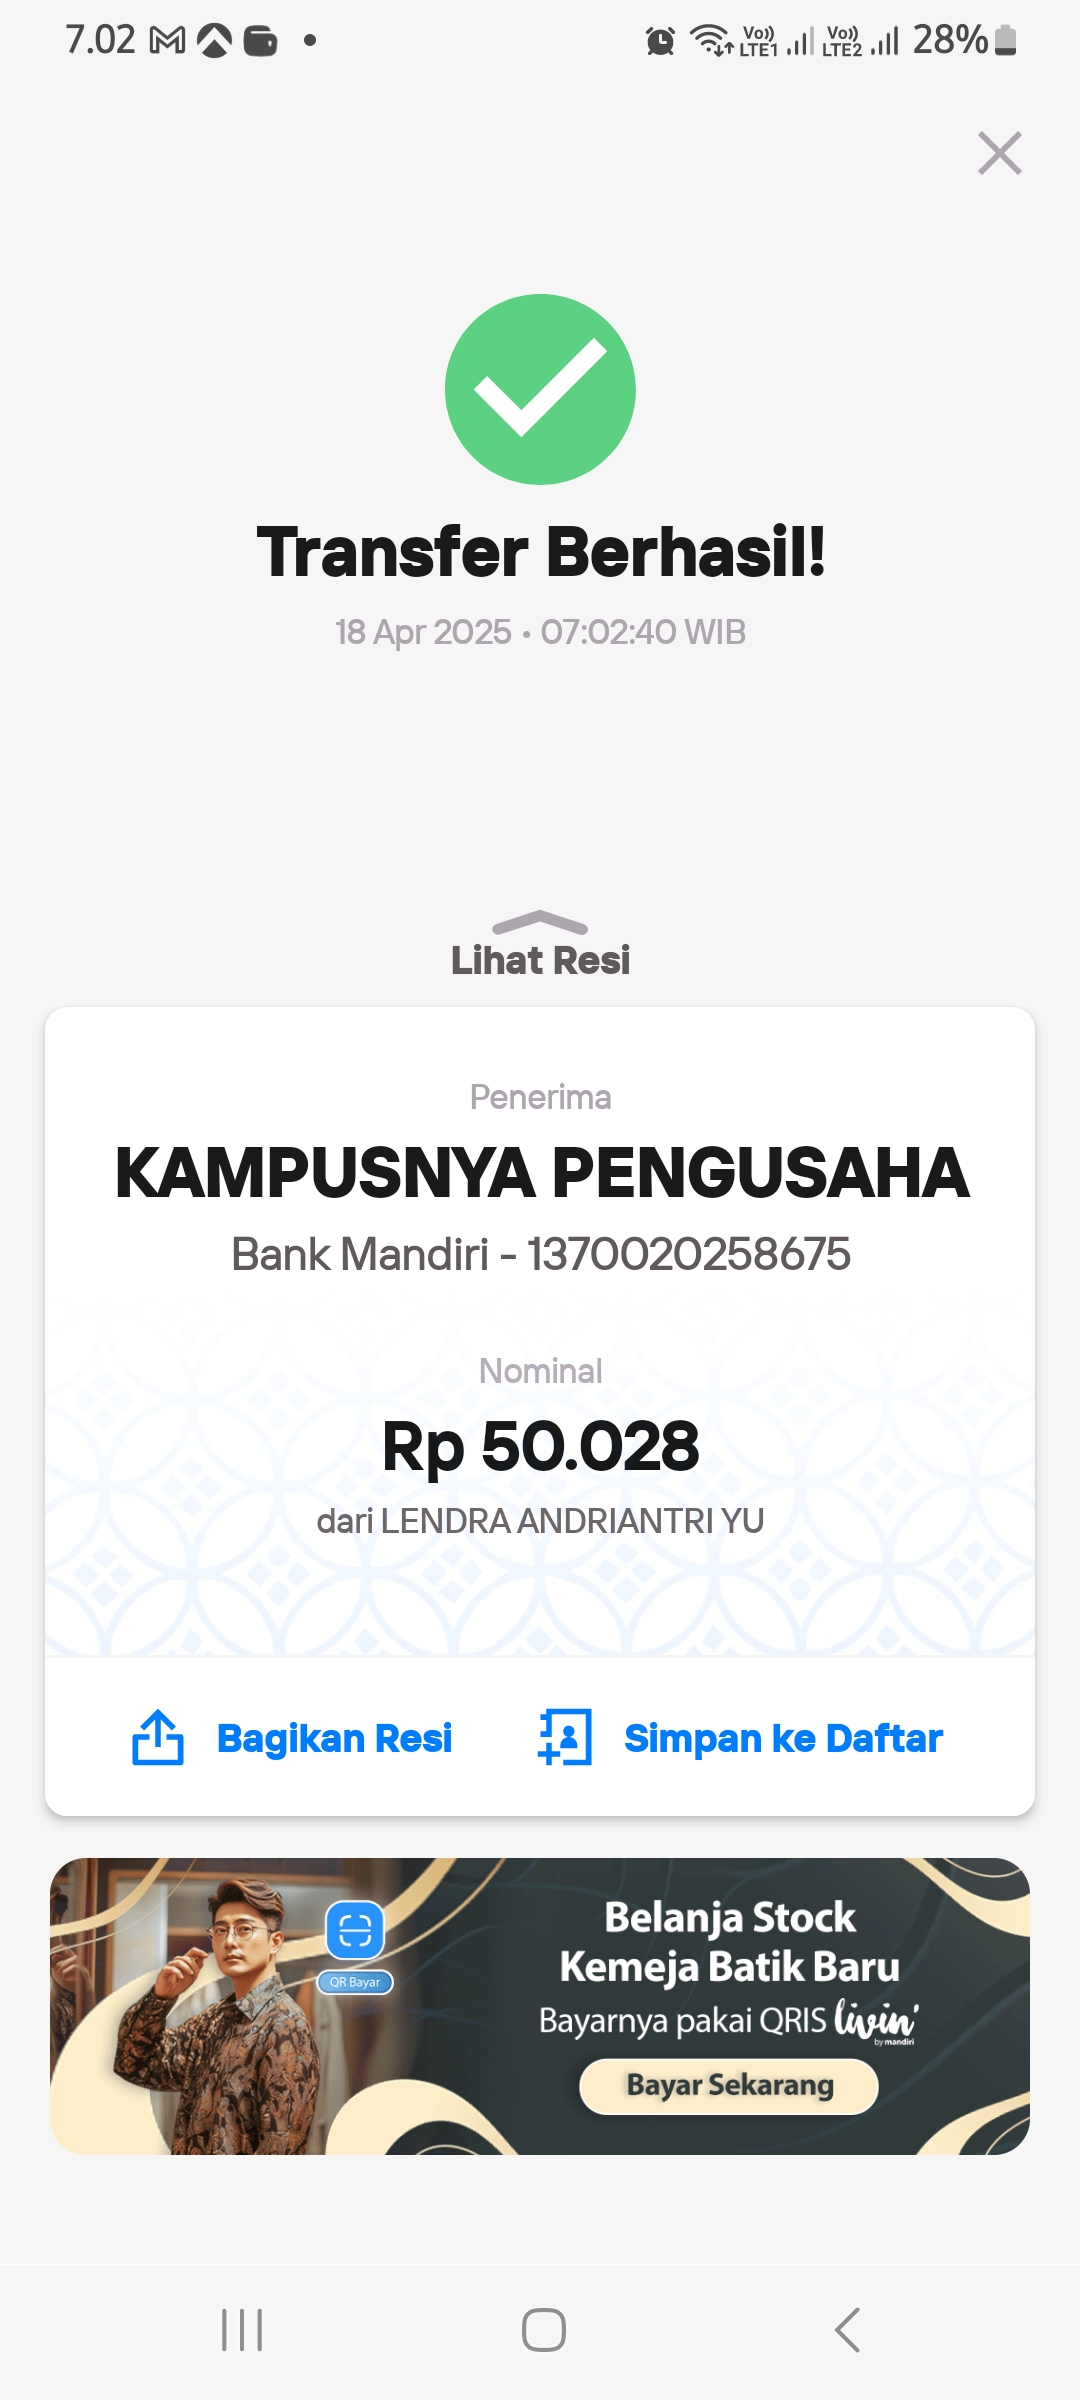 7.02
Vo))
LTE1
Vo))
LTE2
28%
Transfer Berhasil!
18 Apr 2025 • 07:02:40 WIB
Lihat Resi
Penerima
KAMPUSNYA PENGUSAHA
Bank Mandiri - 1370020258675
Nominal
Rp 50.028
dari LENDRA ANDRIANTRI YU
Bagikan Resi
Simpan ke Daftar
QR Bayar
Belanja Stock
Kemeja Batik Baru
Bayarnya pakai QRIS livin'
by mandiri
Bayar Sekarang